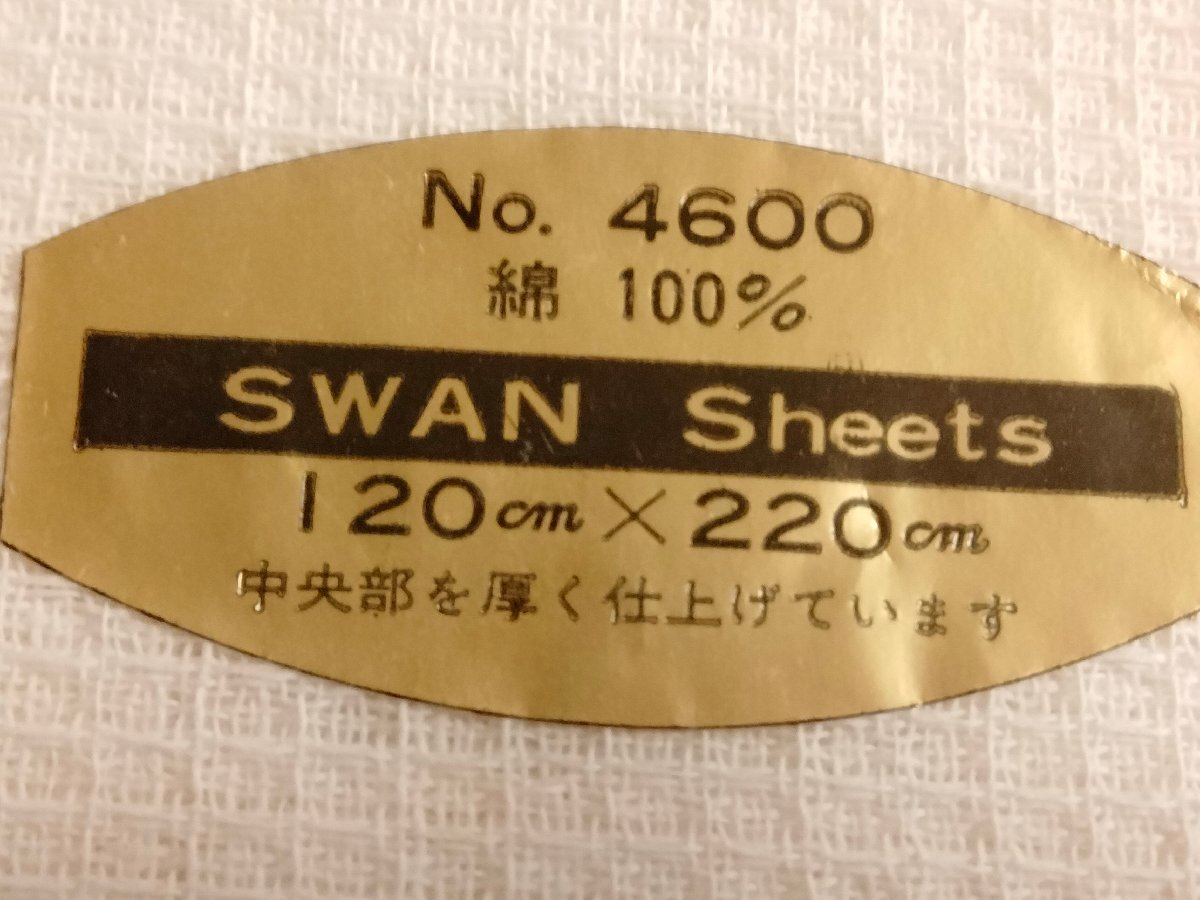 No. 4600
綿 100%
SWAN Sheets
120cm×220cm
中央部を厚く仕上げています